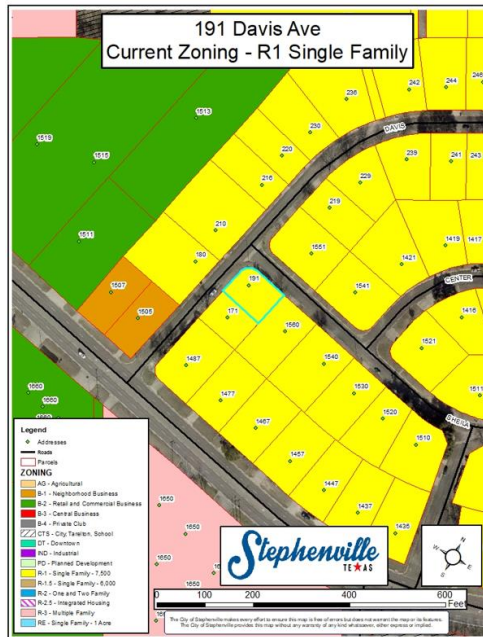 191 Davis Ave
Current Zoning - R1 Single Family
242
244
246
236
1513
DAVIS
230
1519
1515
220
239
241
243
216
229
219
210
1511
1551
1419
1417
180
1421
191
1507
CENTER
1541
171
1505
1560
1416
1521
1487
1540
1660
1530
1511
1477
1660
1520
SHEILA
1467
1510
1457
1447
1650
1437
1435
1650
1650
1650
1650
Legend
Addresses
Roads
Parcels
ZONING
AG - Agricultural
B-1 - Neighborhood Business
B-2 - Retail and Commercial Business
B-3 - Central Business
B-4 - Private Club
CTS - City, Tarleton, School
DT - Downtown
IND - Industrial
PD - Planned Development
R-1 - Single Family - 7,500
R-1.5 - Single Family - 6,000
R-2 - One and Two Family
R-2.5 - Integrated Housing
R-3 - Multiple Family
RE - Single Family - 1 Acre
Stephenville
TEXAS
N
W
E
S
0 100 200 400 600
Feet
The City of Stephenville makes every effort to ensure this map is free of errors but does not warrant the map or its features.
The City of Stephenville provides this map without any warranty of any kind whatsoever, either express or implied.